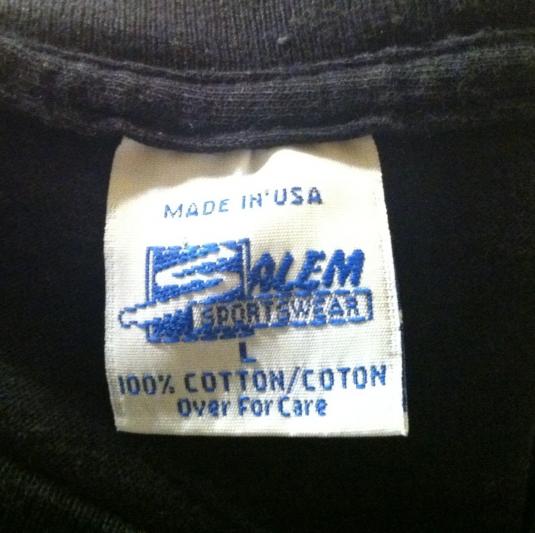 MADE IN USA
SALEM
SPORTSWEAR
L
100% COTTON/COTON
Over For Care